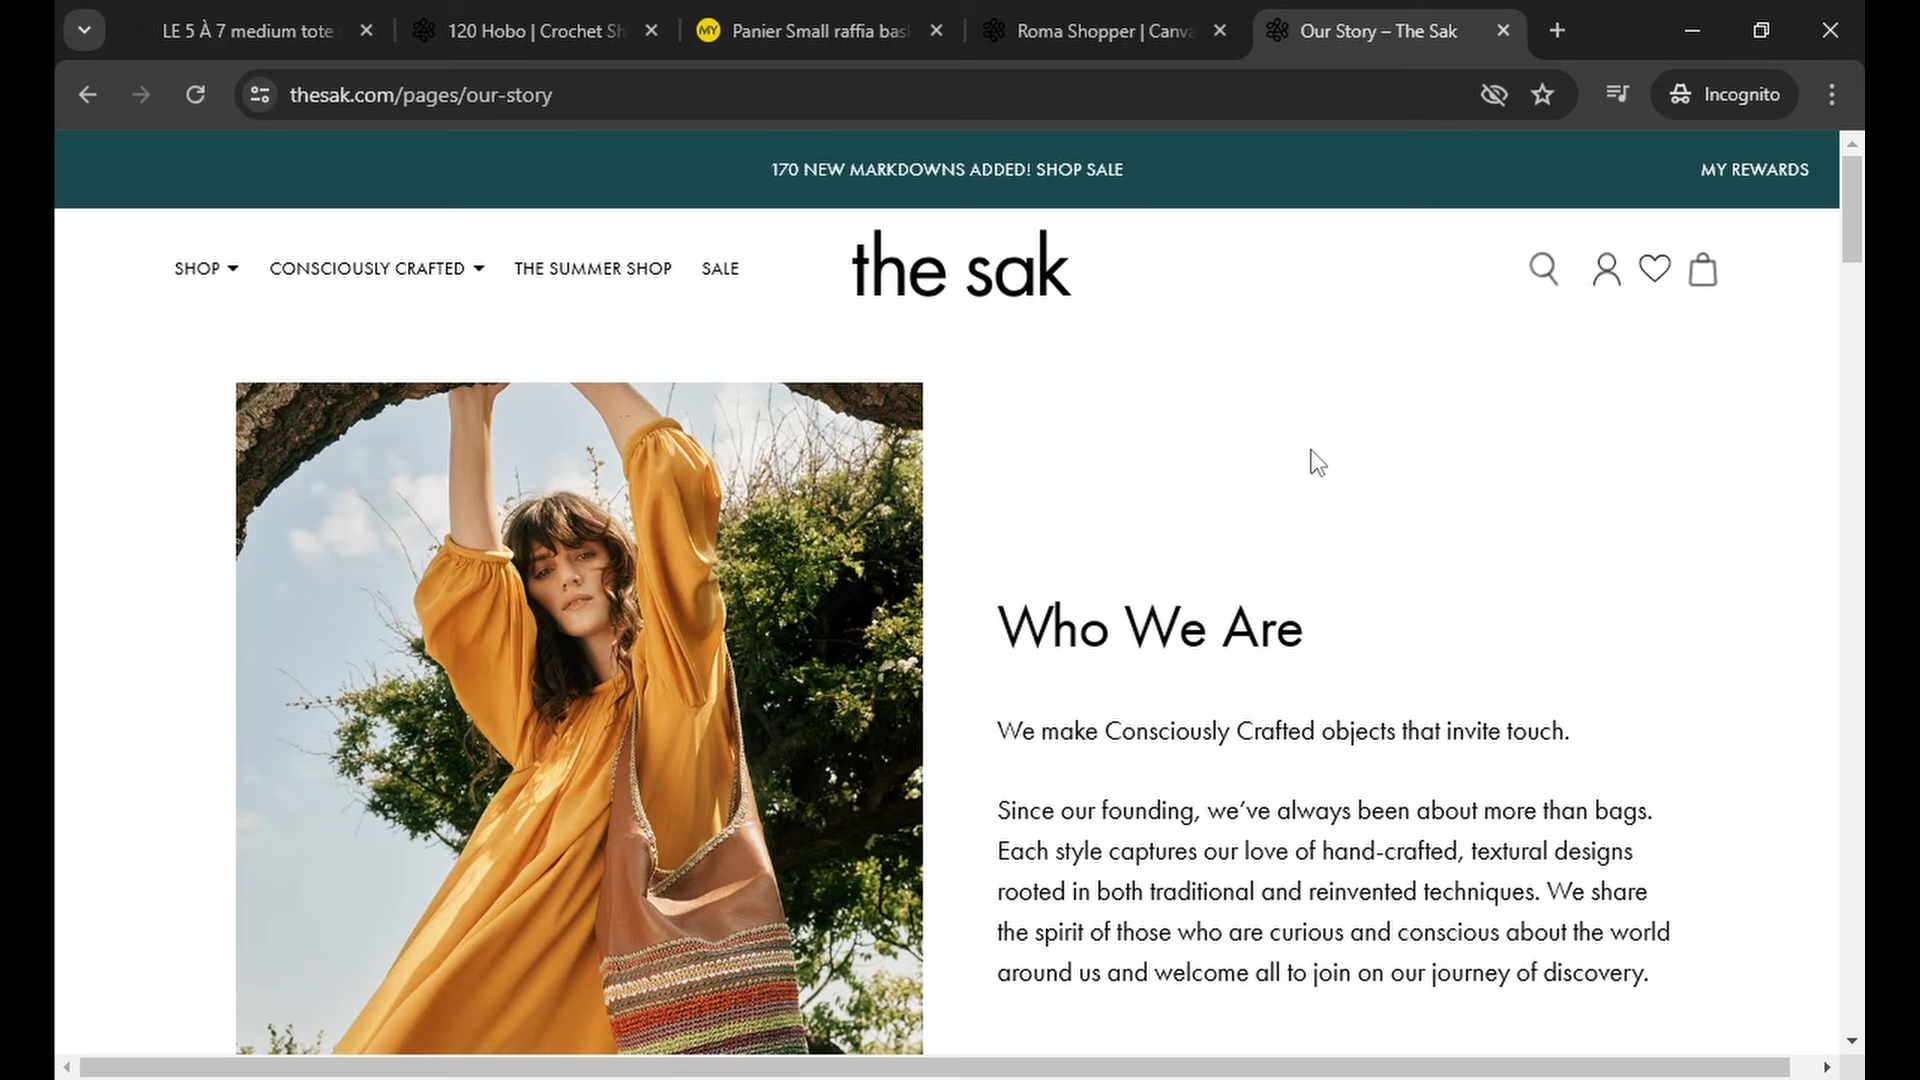 LE 5 À 7 medium tote
120 Hobo | Crochet Sh
MY
Panier Small raffia bas
Roma Shopper | Canva
Our Story – The Sak
thesak.com/pages/our-story
Incognito
170 NEW MARKDOWNS ADDED! SHOP SALE
MY REWARDS
SHOP
CONSCIOUSLY CRAFTED
THE SUMMER SHOP
SALE
the sak
Who We Are
We make Consciously Crafted objects that invite touch.
Since our founding, we've always been about more than bags.
Each style captures our love of hand-crafted, textural designs
rooted in both traditional and reinvented techniques. We share
the spirit of those who are curious and conscious about the world
around us and welcome all to join on our journey of discovery.